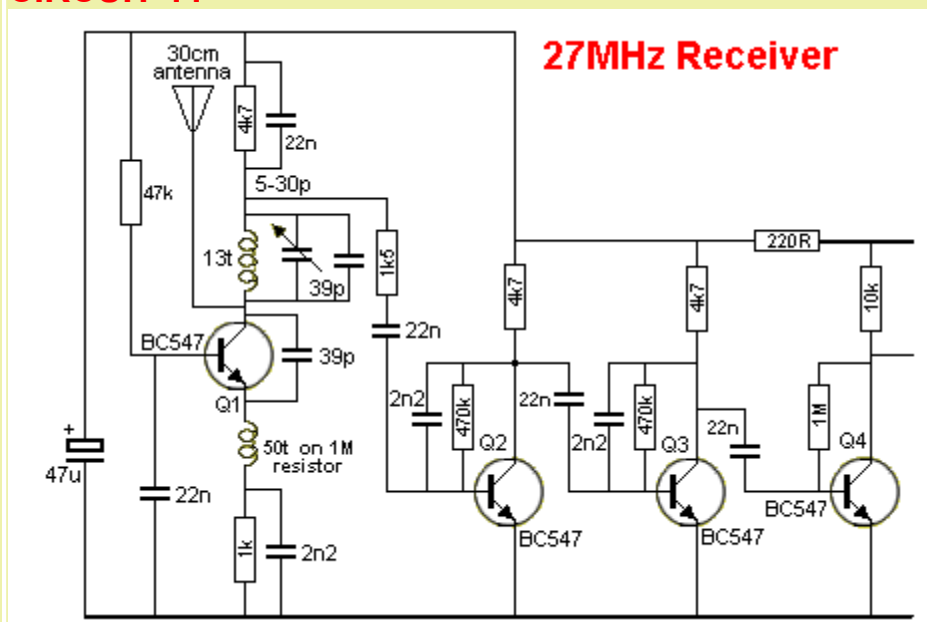 27MHz Receiver
30cm
antenna
4k7
22n
47k
5-30p
13t
39p
1k5
220R
4k7
4k7
10k
22n
BC547
39p
Q1
2n2
470k
22n
2n2
470k
22n
1M
Q2
Q3
Q4
+
47u
50t on 1M
resistor
22n
1k
2n2
BC547
BC547
BC547